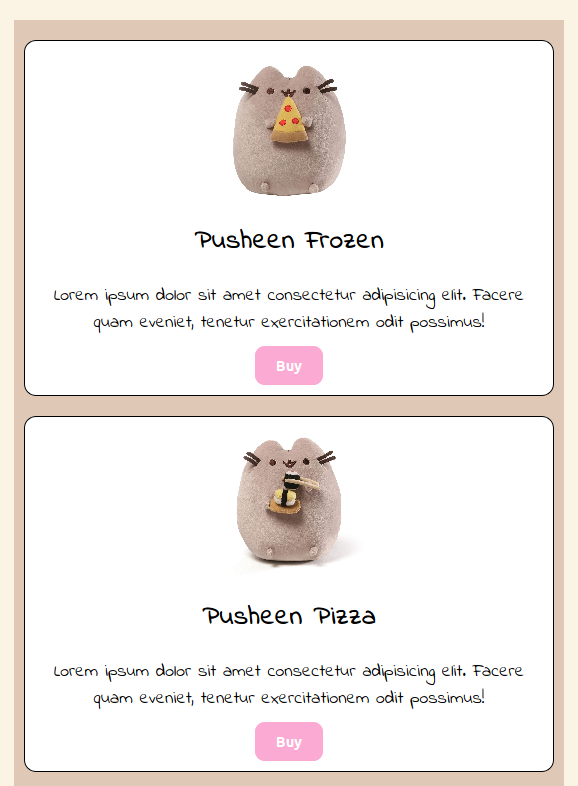 Pusheen Frozen
Lorem ipsum dolor sit amet consectetur adipisicing elit. Facere
quam eveniet, tenetur exercitationem odit possimus!
Buy
Pusheen Pizza
Lorem ipsum dolor sit amet consectetur adipisicing elit. Facere
quam eveniet, tenetur exercitationem odit possimus!
Buy